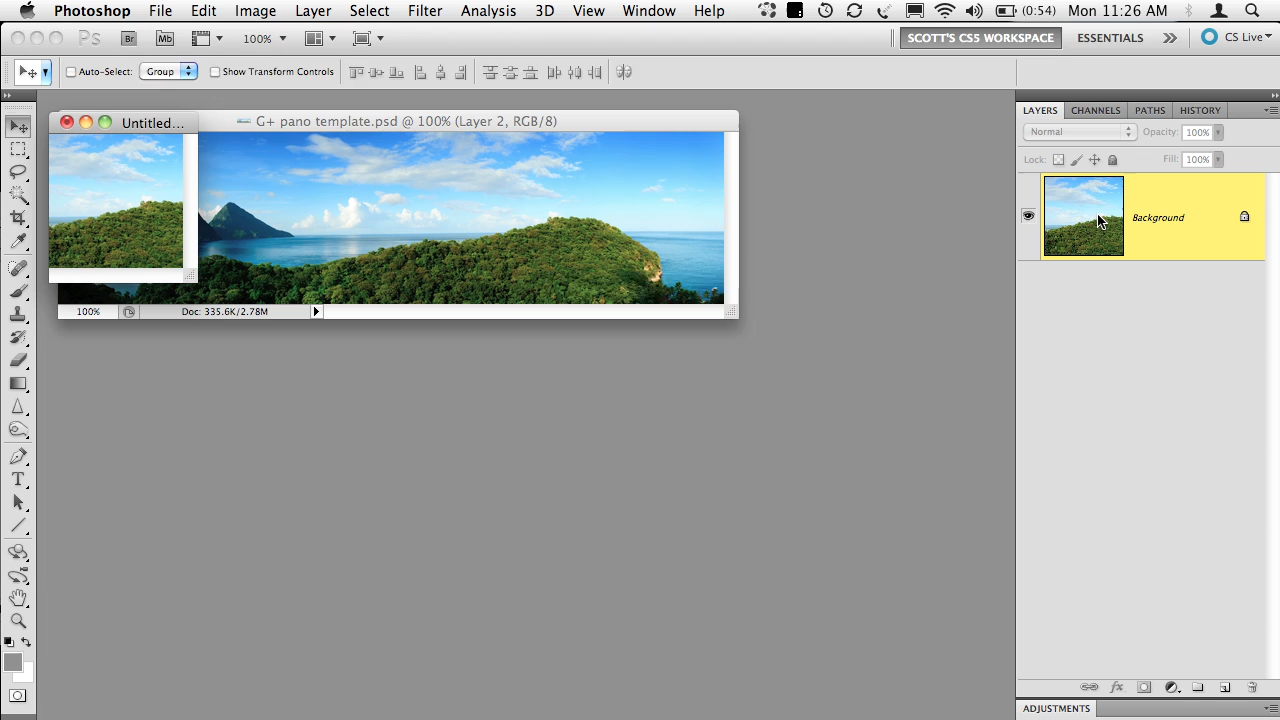 Photoshop File Edit Image Layer Select Filter Analysis 3D View Window Help (0:54) Mon 11:26 AM
Ps Br Mb 100% SCOTT'S CS5 WORKSPACE ESSENTIALS CS Live
Auto-Select: Group Show Transform Controls
LAYERS CHANNELS PATHS HISTORY
Untitled... G+ pano template.psd @ 100% (Layer 2, RGB/8)
Normal Opacity: 100%
Lock: Fill: 100%
Background
100% Doc: 335.6K/2.78M
ADJUSTMENTS